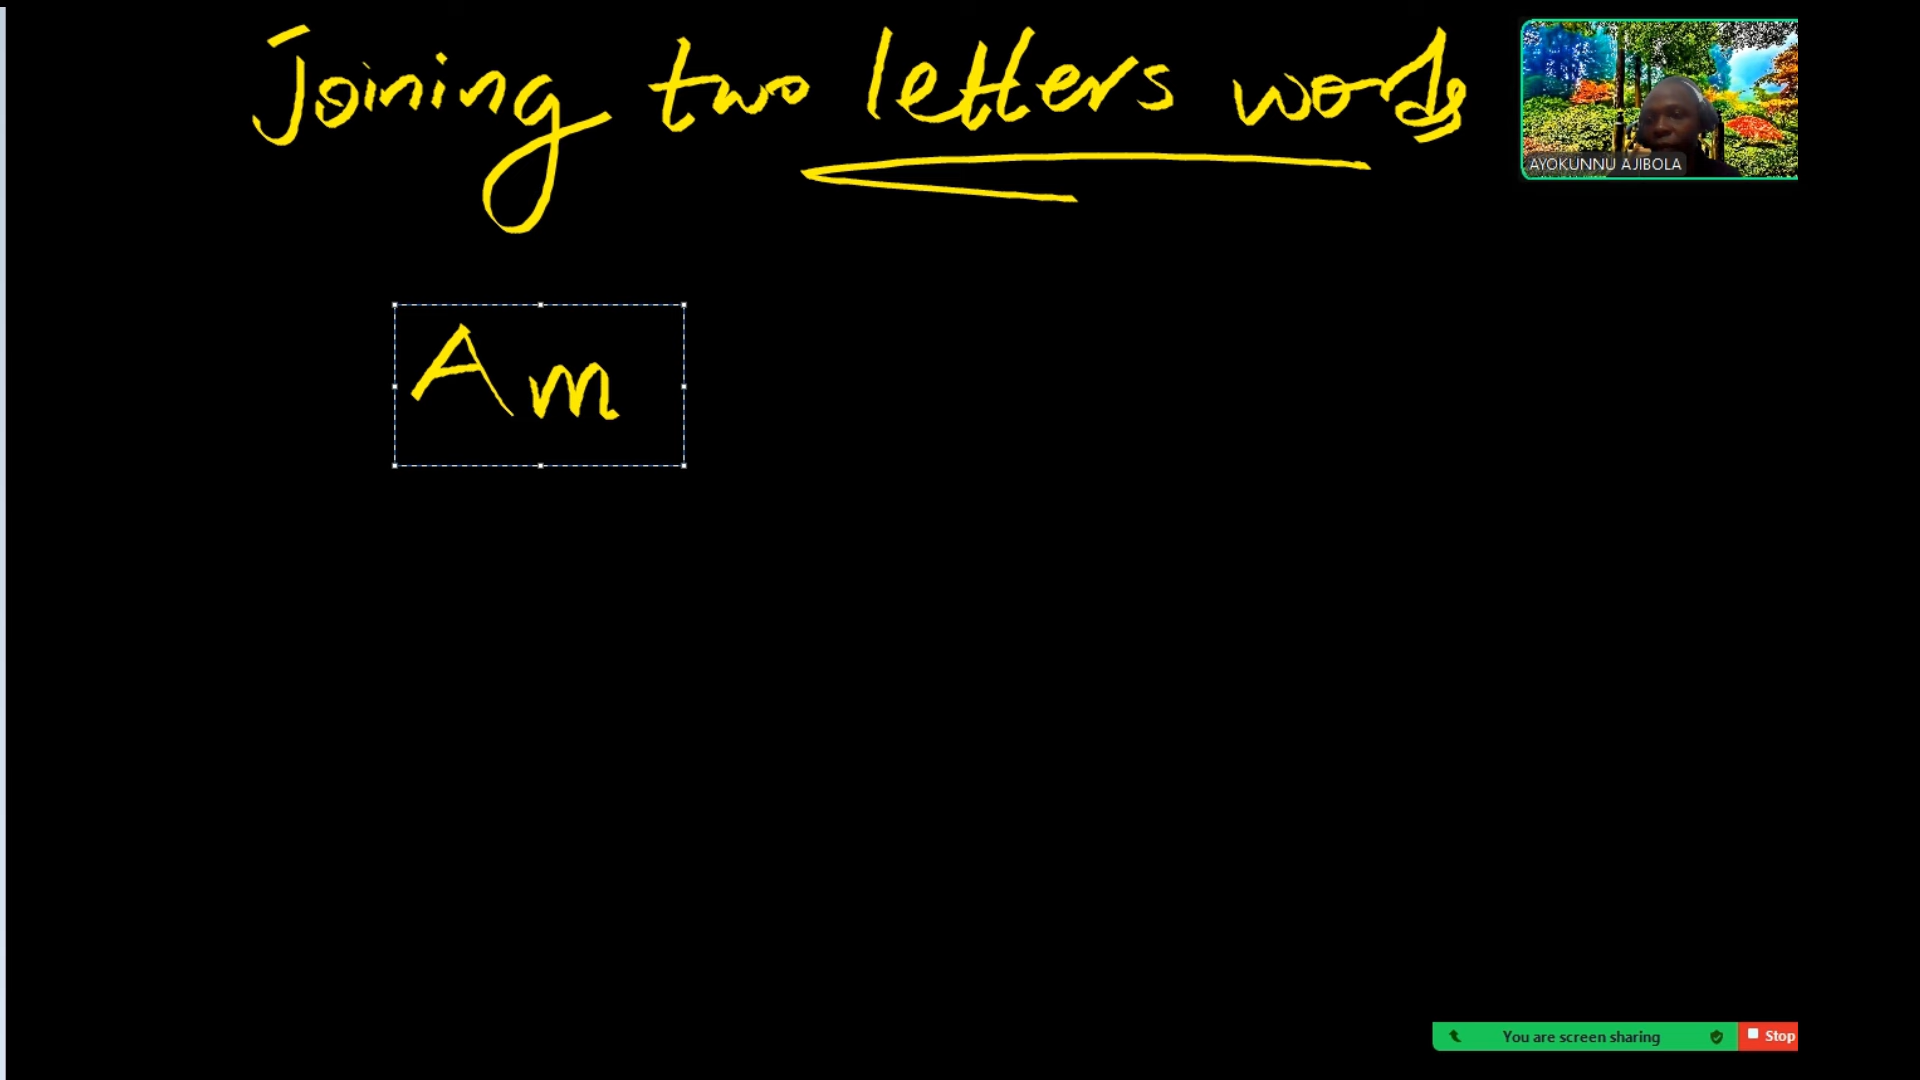 Joining two letters words
AYOKUNNU AJIBOLA
Am
You are screen sharing
Stop